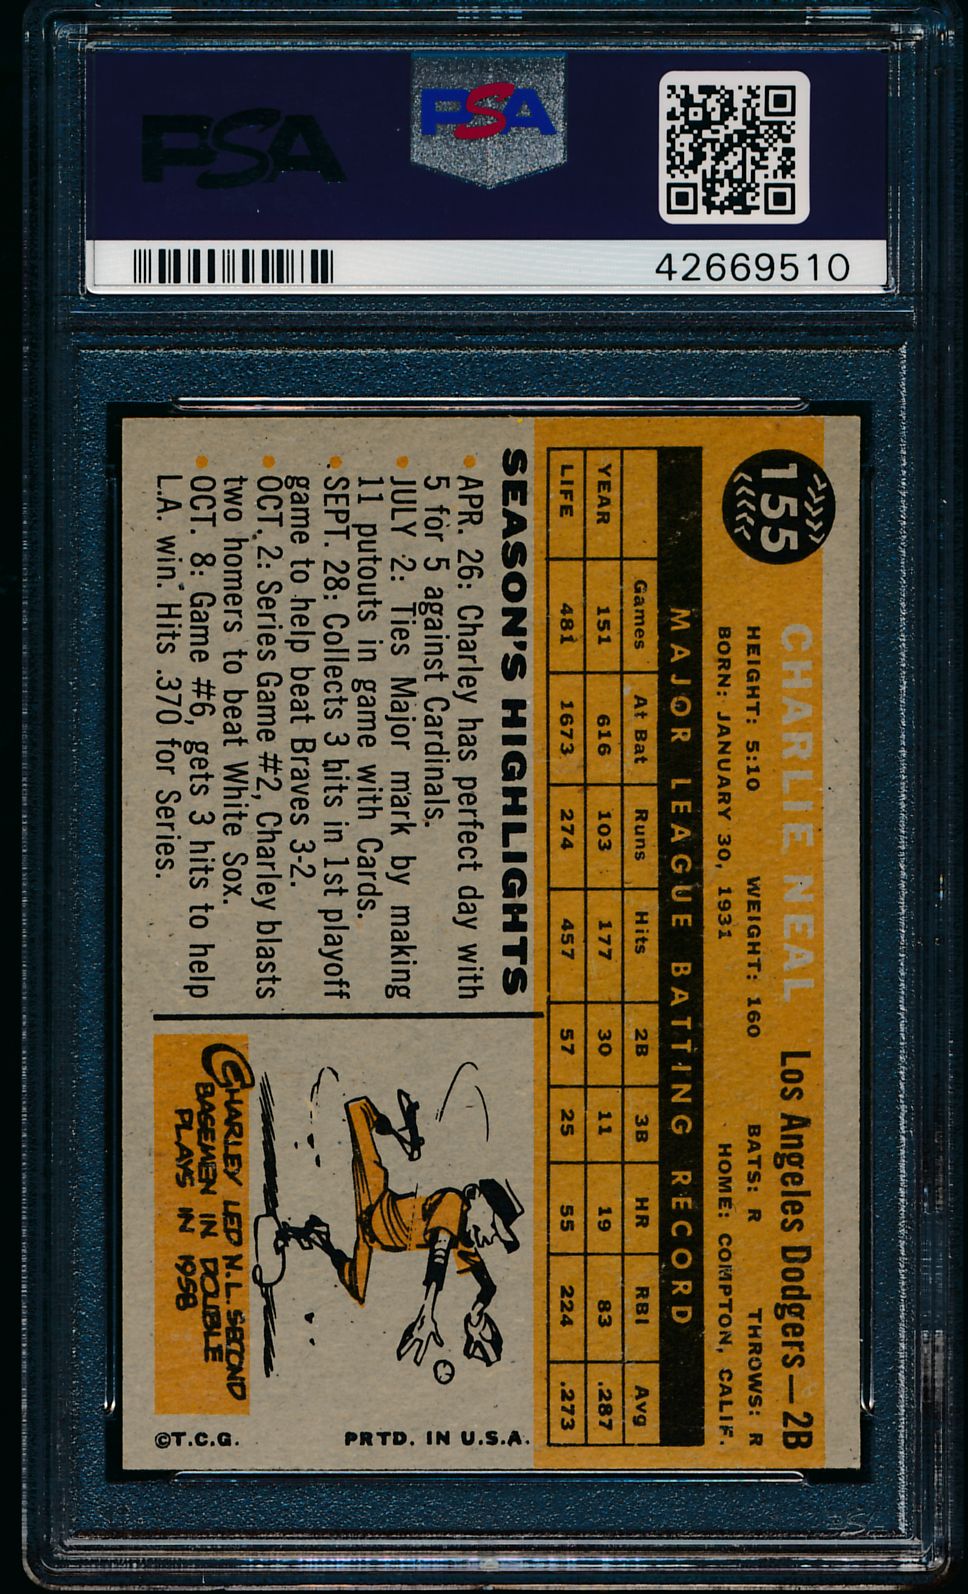 PSA
PSA
42669510
155
CHARLIE NEAL
Los Angeles Dodgers—2B
HEIGHT: 5:10 WEIGHT: 160 BATS: R THROWS: R
BORN: JANUARY 30, 1931 HOME: COMPTON, CALIF.
MAJOR LEAGUE BATTING RECORD
Games At Bat Runs Hits 2B 3B HR RBI Avg
YEAR 151 616 103 177 30 11 19 83 .287
LIFE 481 1673 274 457 57 25 55 224 .273
SEASON'S HIGHLIGHTS
APR. 26: Charley has perfect day with
5 for 5 against Cardinals.
JULY 2: Ties Major mark by making
11 putouts in game with Cards.
SEPT. 28: Collects 3 hits in 1st playoff
game to help beat Braves 3-2.
OCT. 2: Series Game #2, Charley blasts
two homers to beat White Sox.
OCT. 8: Game #6, gets 3 hits to help
L.A. win. Hits .370 for Series.
CHARLEY LED N.L. SECOND
BASEMEN IN DOUBLE
PLAYS IN 1958
©T.C.G. PRTD. IN U.S.A.